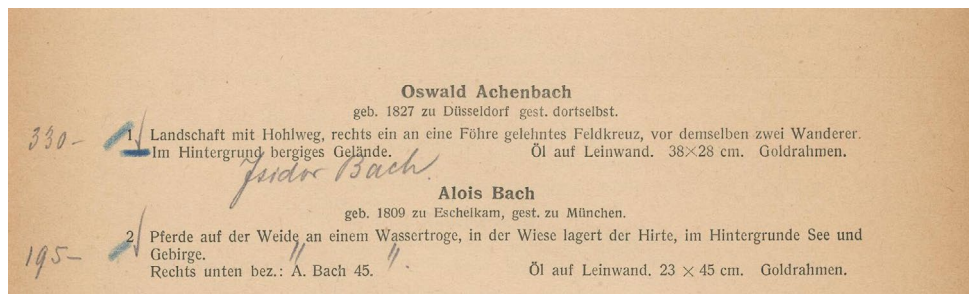 Oswald Achenbach
geb. 1827 zu Düsseldorf gest. dortselbst.
330.- 1 Landschaft mit Hohlweg, rechts ein an eine Föhre gelehntes Feldkreuz, vor demselben zwei Wanderer.
Im Hintergrund bergiges Gelände. Öl auf Leinwand. 38×28 cm. Goldrahmen.
Isidor Bach.
Alois Bach
geb. 1809 zu Eschelkam, gest. zu München.
2 Pferde auf der Weide an einem Wassertroge, in der Wiese lagert der Hirte, im Hintergrunde See und
195.- Gebirge. " ".
Rechts unten bez.: A. Bach 45. Öl auf Leinwand. 23 × 45 cm. Goldrahmen.